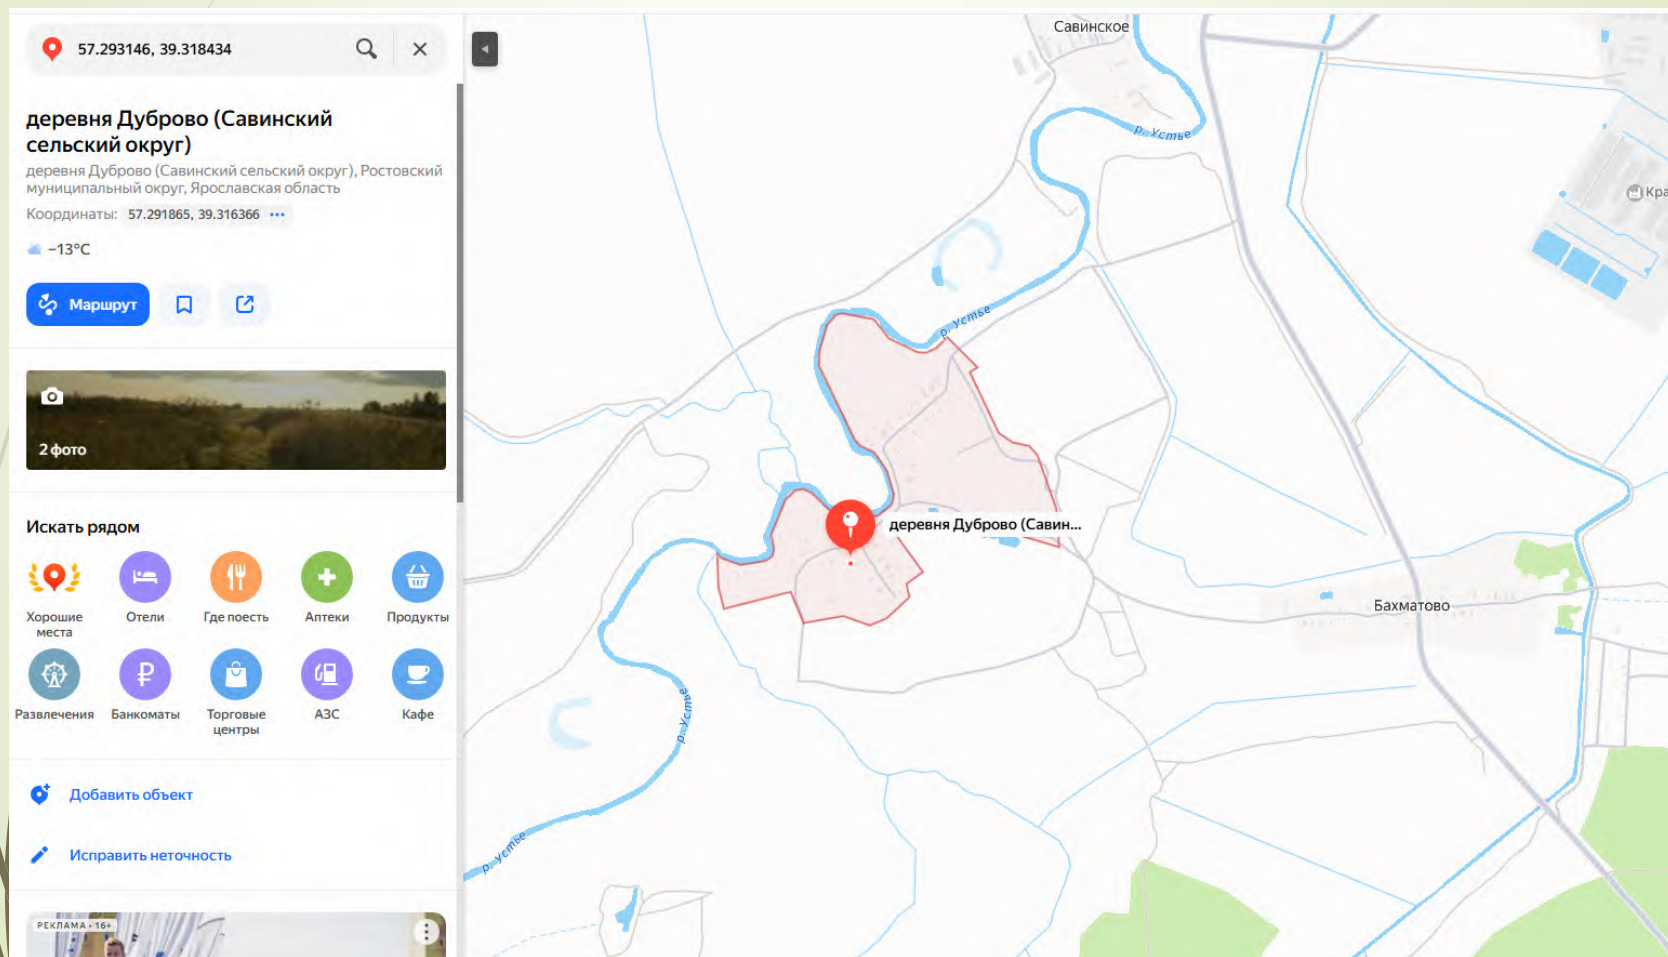 57.293146, 39.318434
деревня Дуброво (Савинский
сельский округ)
деревня Дуброво (Савинский сельский округ), Ростовский
муниципальный округ, Ярославская область
Координаты: 57.291865, 39.316366
−13°C
Маршрут
2 фото
Искать рядом
Хорошие
места
Отели
Где поесть
Аптеки
Продукты
Развлечения
Банкоматы
Торговые
центры
АЗС
Кафе
Добавить объект
Исправить неточность
РЕКЛАМА • 16+
Савинское
р. Устье
Кра
р. Устье
деревня Дуброво (Савин...
Бахматово
р. Устье
р. Устье